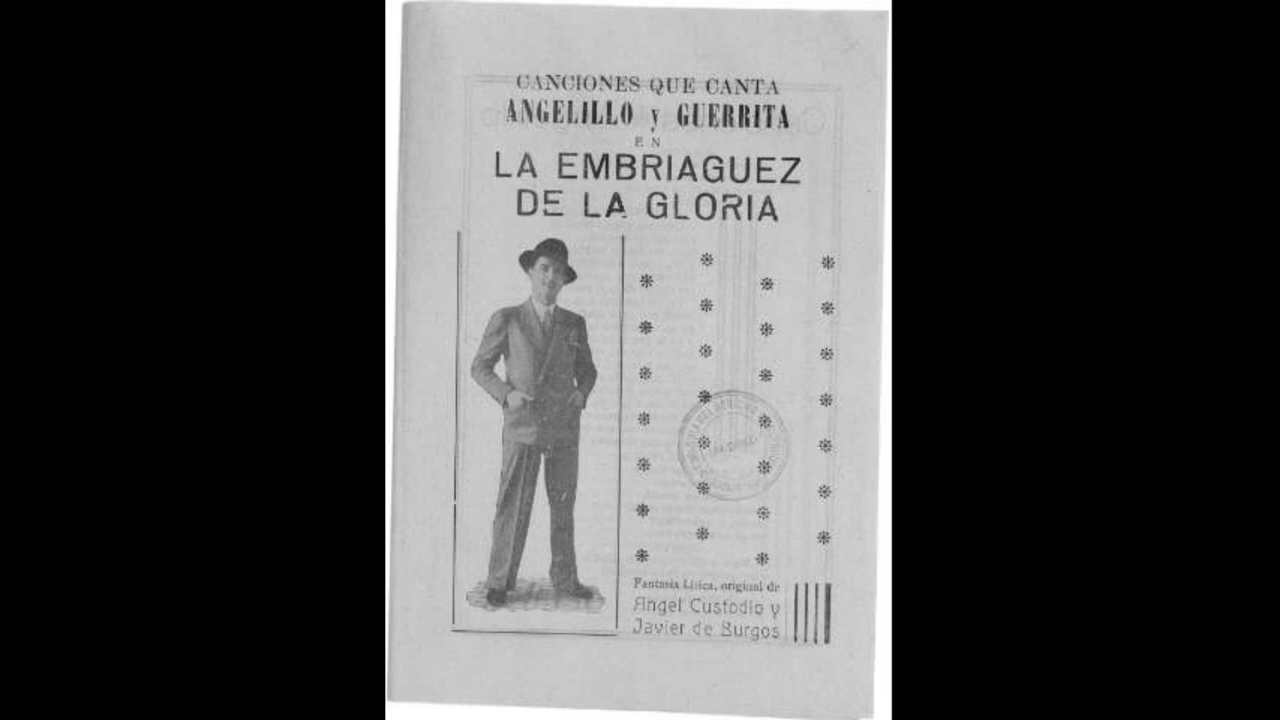 CANCIONES QUE CANTA
ANGELILLO y GUERRITA
EN
LA EMBRIAGUEZ
DE LA GLORIA
MADRID
Fantasía Lírica, original de
Angel Custodio y
Javier de Burgos